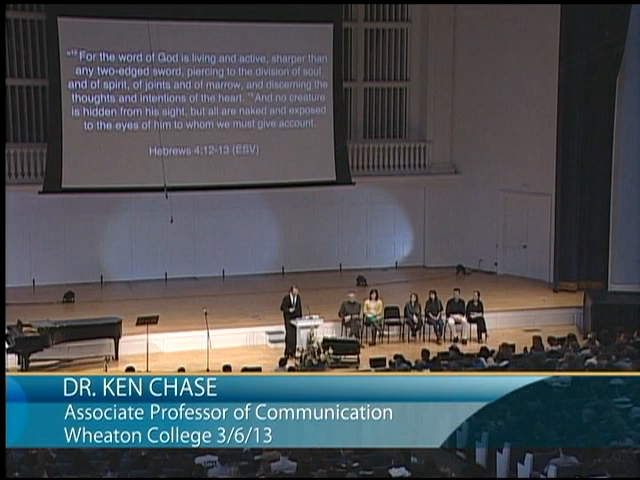 "¹²For the word of God is living and active, sharper than
any two-edged sword, piercing to the division of soul
and of spirit, of joints and of marrow, and discerning the
thoughts and intentions of the heart. ¹³And no creature
is hidden from his sight, but all are naked and exposed
to the eyes of him to whom we must give account.
Hebrews 4:12-13 (ESV)
DR. KEN CHASE
Associate Professor of Communication
Wheaton College 3/6/13